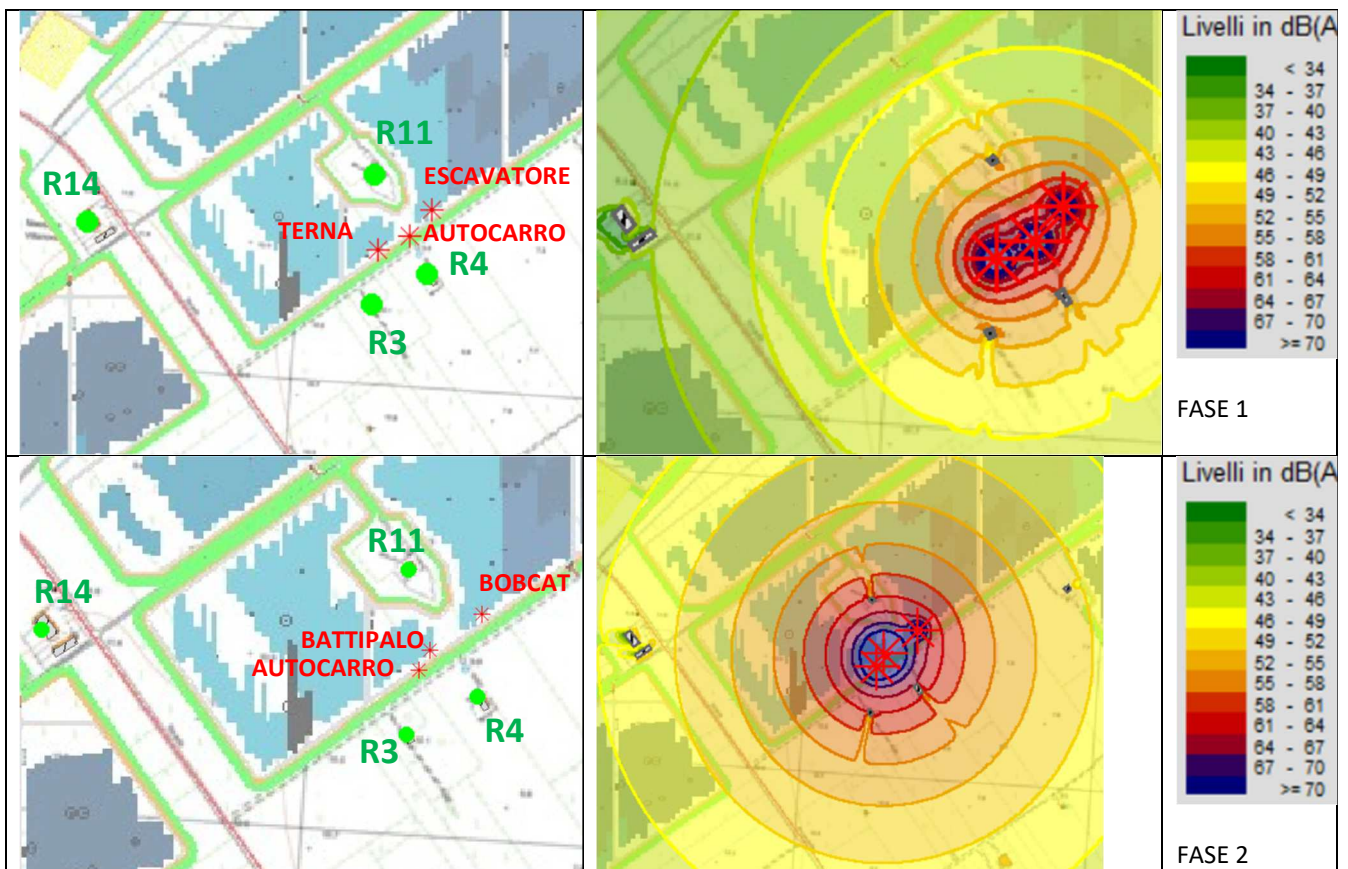 R11
R14
ESCAVATORE
TERNA
AUTOCARRO
R4
R3
Livelli in dB(A
< 34
34 - 37
37 - 40
40 - 43
43 - 46
46 - 49
49 - 52
52 - 55
55 - 58
58 - 61
61 - 64
64 - 67
67 - 70
>= 70
FASE 1
R11
R14
BOBCAT
BATTIPALO
AUTOCARRO
R4
R3
Livelli in dB(A
< 34
34 - 37
37 - 40
40 - 43
43 - 46
46 - 49
49 - 52
52 - 55
55 - 58
58 - 61
61 - 64
64 - 67
67 - 70
>= 70
FASE 2